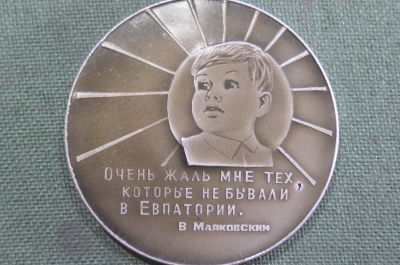 Очень жаль мне тех,
которые не бывали
в Евпатории.
В Маяковский